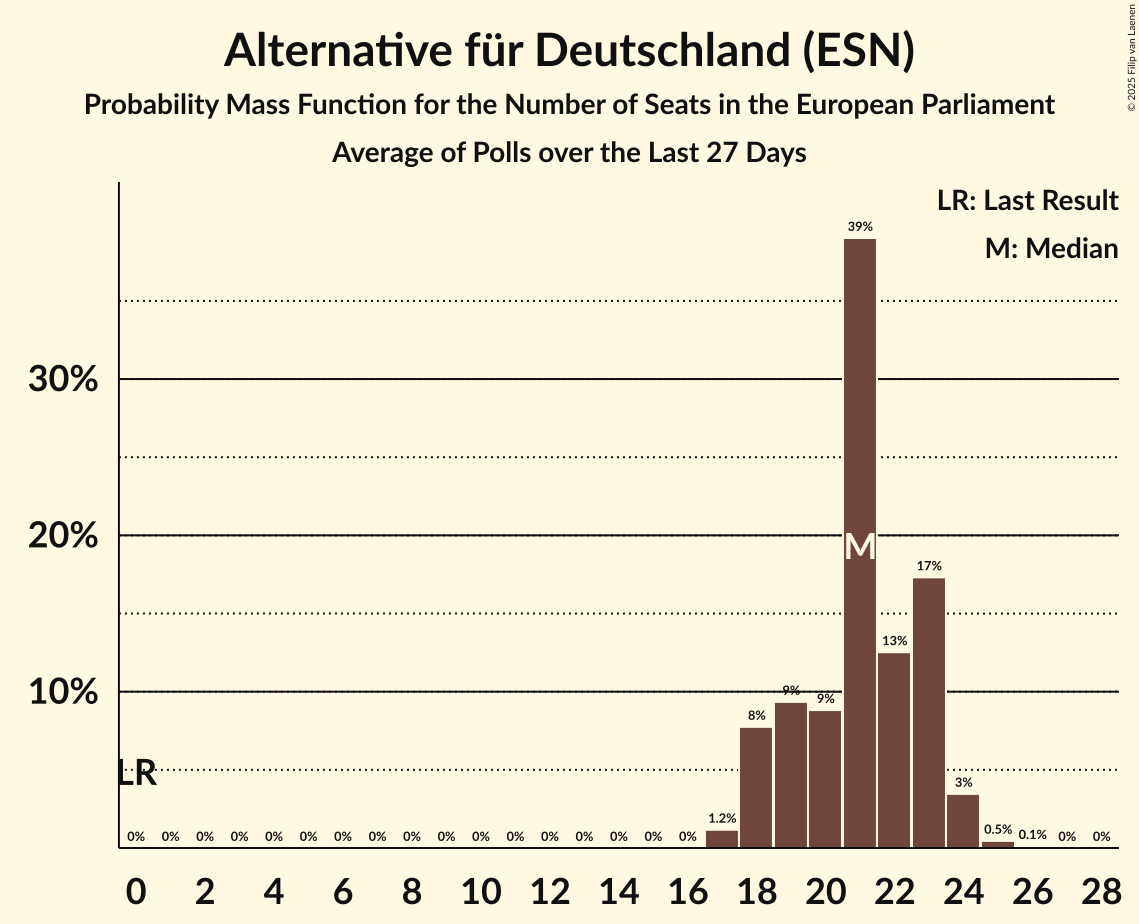 Alternative für Deutschland (ESN)
Probability Mass Function for the Number of Seats in the European Parliament
Average of Polls over the Last 27 Days
© 2025 Filip van Laenen
LR: Last Result
M: Median
39%
30%
20%
M
17%
13%
10%
9%
9%
8%
LR
3%
1.2%
0.5%
0.1%
0% 0% 0% 0% 0% 0% 0% 0% 0% 0% 0% 0% 0% 0% 0% 0% 0% 0% 0%
0 2 4 6 8 10 12 14 16 18 20 22 24 26 28